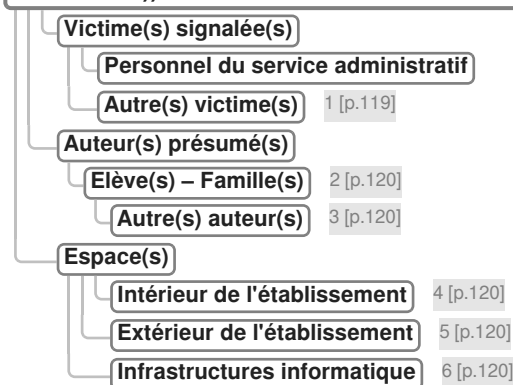 Victime(s) signalée(s)
Personnel du service administratif
Autre(s) victime(s) 1 [p.119]
Auteur(s) présumé(s)
Elève(s) – Famille(s) 2 [p.120]
Autre(s) auteur(s) 3 [p.120]
Espace(s)
Intérieur de l'établissement 4 [p.120]
Extérieur de l'établissement 5 [p.120]
Infrastructures informatique 6 [p.120]